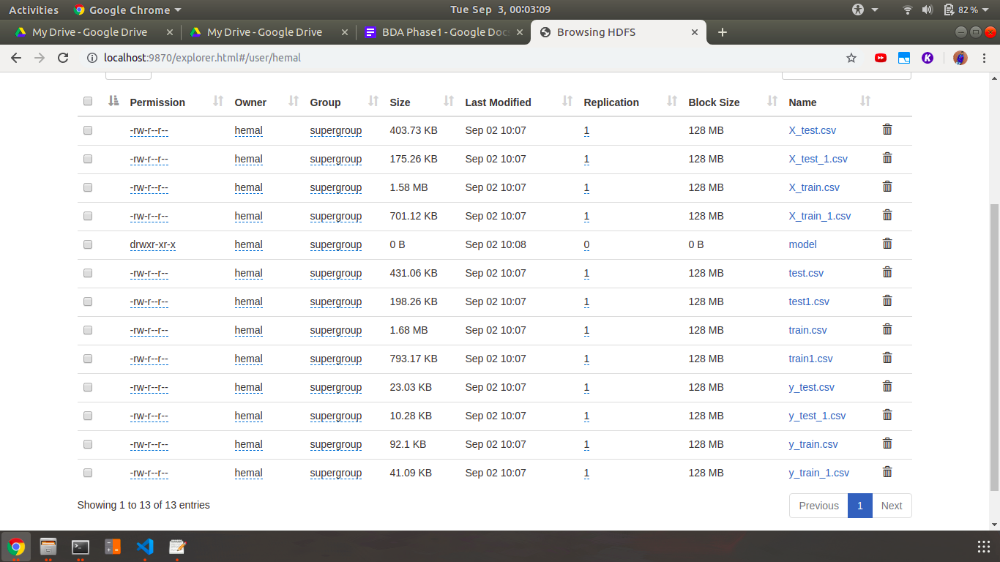 Activities Google Chrome Tue Sep 3, 00:03:09 82%
My Drive - Google Drive My Drive - Google Drive BDA Phase1 - Google Doc Browsing HDFS
localhost:9870/explorer.html#/user/hemal
Permission Owner Group Size Last Modified Replication Block Size Name
-rw-r--r-- hemal supergroup 403.73 KB Sep 02 10:07 1 128 MB X_test.csv
-rw-r--r-- hemal supergroup 175.26 KB Sep 02 10:07 1 128 MB X_test_1.csv
-rw-r--r-- hemal supergroup 1.58 MB Sep 02 10:07 1 128 MB X_train.csv
-rw-r--r-- hemal supergroup 701.12 KB Sep 02 10:07 1 128 MB X_train_1.csv
drwxr-xr-x hemal supergroup 0 B Sep 02 10:08 0 0 B model
-rw-r--r-- hemal supergroup 431.06 KB Sep 02 10:07 1 128 MB test.csv
-rw-r--r-- hemal supergroup 198.26 KB Sep 02 10:07 1 128 MB test1.csv
-rw-r--r-- hemal supergroup 1.68 MB Sep 02 10:07 1 128 MB train.csv
-rw-r--r-- hemal supergroup 793.17 KB Sep 02 10:07 1 128 MB train1.csv
-rw-r--r-- hemal supergroup 23.03 KB Sep 02 10:07 1 128 MB y_test.csv
-rw-r--r-- hemal supergroup 10.28 KB Sep 02 10:07 1 128 MB y_test_1.csv
-rw-r--r-- hemal supergroup 92.1 KB Sep 02 10:07 1 128 MB y_train.csv
-rw-r--r-- hemal supergroup 41.09 KB Sep 02 10:07 1 128 MB y_train_1.csv
Showing 1 to 13 of 13 entries Previous 1 Next